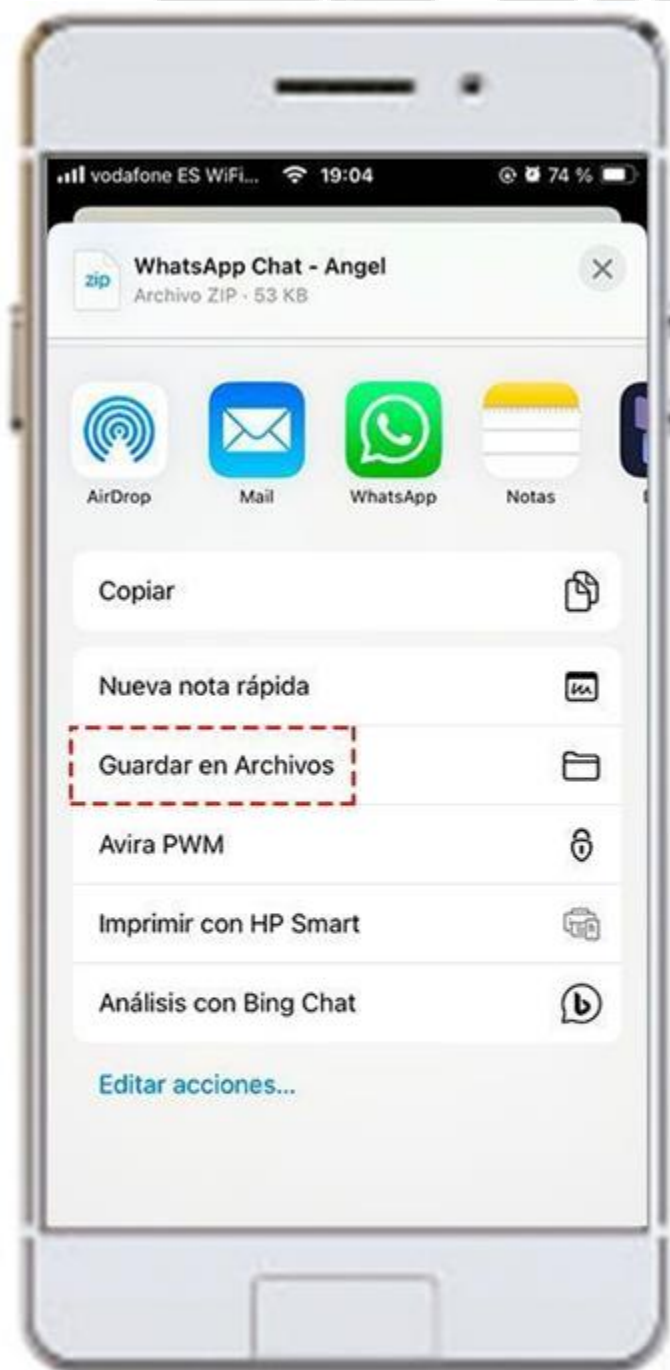 vodafone ES WiFi... 19:04 74 %
zip
WhatsApp Chat - Angel
Archivo ZIP · 53 KB
AirDrop Mail WhatsApp Notas
Copiar
Nueva nota rápida
Guardar en Archivos
Avira PWM
Imprimir con HP Smart
Análisis con Bing Chat
Editar acciones...